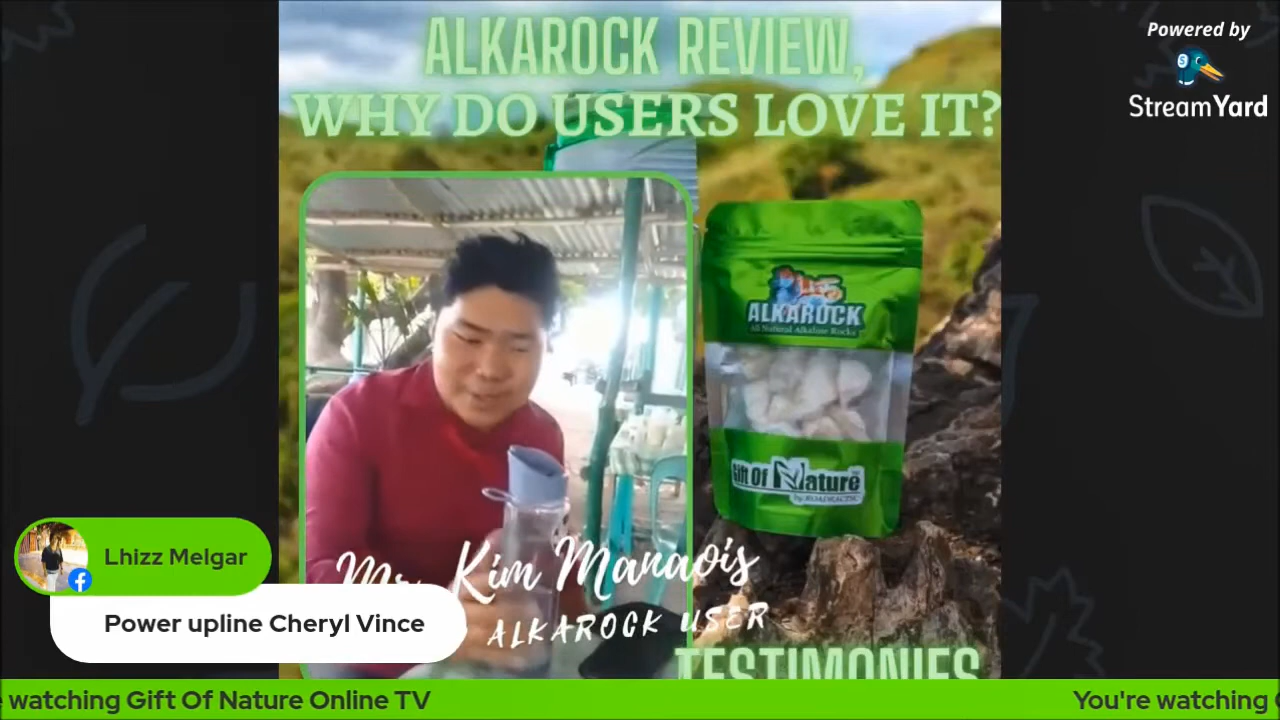 ALKAROCK REVIEW,
WHY DO USERS LOVE IT?
Powered by
StreamYard
PLUS
ALKAROCK
All Natural Alkaline Rocks
Gift Of Nature
Mr. Kim Manaois
ALKAROCK USER
TESTIMONIES
Lhizz Melgar
Power upline Cheryl Vince
watching Gift Of Nature Online TV
You're watching